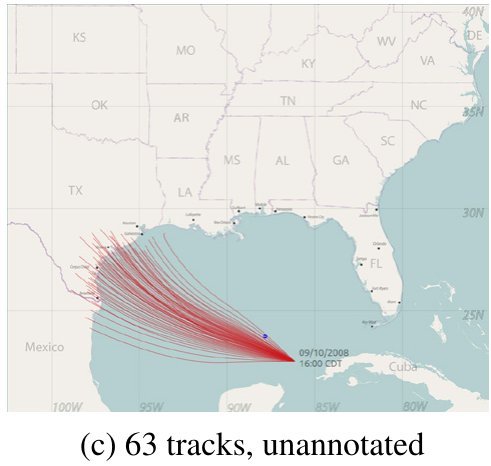 40N
KS
MO
WV
DE
KY
VA
OK
TN
NC
35N
AR
SC
MS
AL
GA
TX
LA
30N
Orlando
FL
25N
09/10/2008
16:00 CDT
Mexico
Cuba
100W
95W
90W
85W
80W
(c) 63 tracks, unannotated